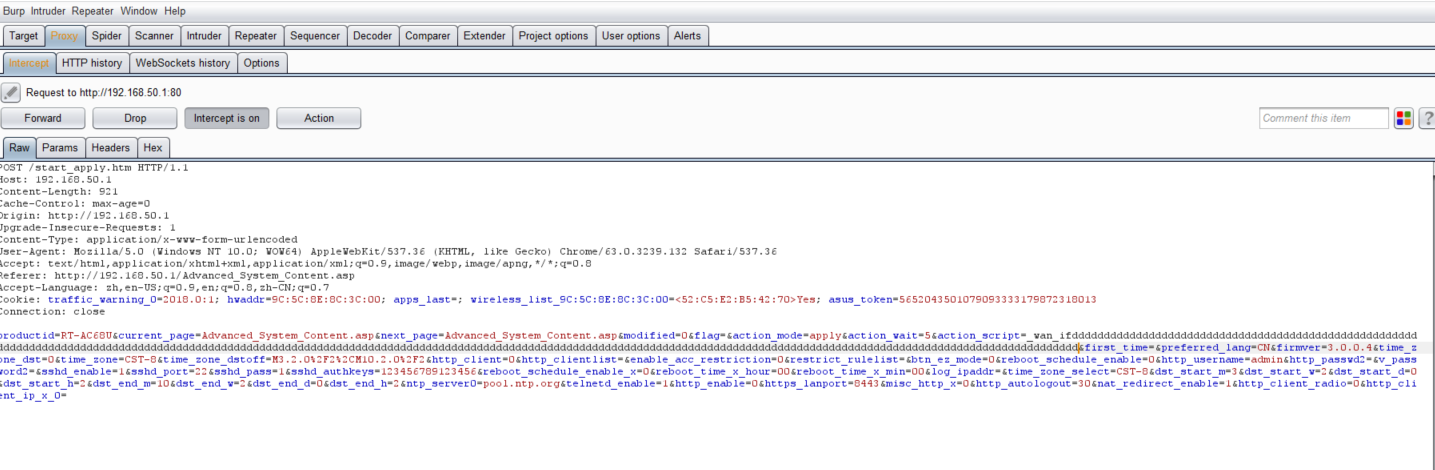 Burp Intruder Repeater Window Help
Target Proxy Spider Scanner Intruder Repeater Sequencer Decoder Comparer Extender Project options User options Alerts
Intercept HTTP history WebSockets history Options
Request to http://192.168.50.1:80
Forward Drop Intercept is on Action Comment this item ?
Raw Params Headers Hex
POST /start_apply.htm HTTP/1.1
Host: 192.168.50.1
Content-Length: 921
Cache-Control: max-age=0
Origin: http://192.168.50.1
Upgrade-Insecure-Requests: 1
Content-Type: application/x-www-form-urlencoded
User-Agent: Mozilla/5.0 (Windows NT 10.0; WOW64) AppleWebKit/537.36 (KHTML, like Gecko) Chrome/63.0.3239.132 Safari/537.36
Accept: text/html,application/xhtml+xml,application/xml;q=0.9,image/webp,image/apng,*/*;q=0.8
Referer: http://192.168.50.1/Advanced_System_Content.asp
Accept-Language: zh,en-US;q=0.9,en;q=0.8,zh-CN;q=0.7
Cookie: traffic_warning_0=2018.0:1; hwaddr=9C:5C:8E:8C:3C:00; apps_last=; wireless_list_9C:5C:8E:8C:3C:00=<52:C5:E2:B5:42:70>Yes; asus_token=5652043501079093333179872318013
Connection: close
productid=RT-AC68U&current_page=Advanced_System_Content.asp&next_page=Advanced_System_Content.asp&modified=0&flag=&action_mode=apply&action_wait=5&action_script=_wan_if
&first_time=&preferred_lang=CN&firmver=3.0.0.4&time_z
one_dst=0&time_zone=CST-8&time_zone_dstoff=M3.2.0%2F2%2CM10.2.0%2F2&http_client=0&http_clientlist=&enable_acc_restriction=0&restrict_rulelist=&btn_ez_mode=0&reboot_schedule_enable=0&http_username=admin&http_passwd2=&v_pass
word2=&sshd_enable=1&sshd_port=22&sshd_pass=1&sshd_authkeys=123456789123456&reboot_schedule_enable_x=0&reboot_time_x_hour=00&reboot_time_x_min=00&log_ipaddr=&time_zone_select=CST-8&dst_start_m=3&dst_start_w=2&dst_start_d=0
&dst_start_h=2&dst_end_m=10&dst_end_w=2&dst_end_d=0&dst_end_h=2&ntp_server0=pool.ntp.org&telnetd_enable=1&http_enable=0&https_lanport=8443&misc_http_x=0&http_autologout=30&nat_redirect_enable=1&http_client_radio=0&http_cli
ent_ip_x_0=